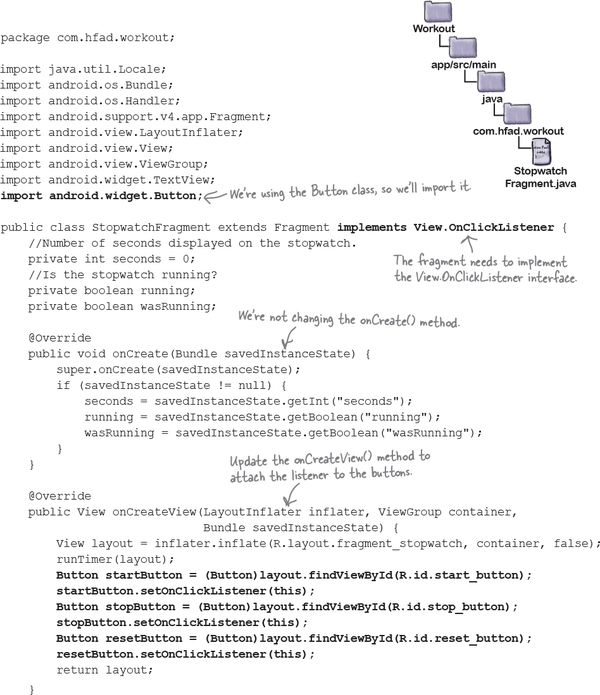 package com.hfad.workout;
Workout
app/src/main
java
com.hfad.workout
Stopwatch
Fragment.java
import java.util.Locale;
import android.os.Bundle;
import android.os.Handler;
import android.support.v4.app.Fragment;
import android.view.LayoutInflater;
import android.view.View;
import android.view.ViewGroup;
import android.widget.TextView;
import android.widget.Button;
We're using the Button class, so we'll import it
public class StopwatchFragment extends Fragment implements View.OnClickListener {
//Number of seconds displayed on the stopwatch.
private int seconds = 0;
//Is the stopwatch running?
private boolean running;
private boolean wasRunning;
The fragment needs to implement
the View.OnClickListener interface.
We're not changing the onCreate() method.
@Override
public void onCreate(Bundle savedInstanceState) {
super.onCreate(savedInstanceState);
if (savedInstanceState != null) {
seconds = savedInstanceState.getInt("seconds");
running = savedInstanceState.getBoolean("running");
wasRunning = savedInstanceState.getBoolean("wasRunning");
}
}
Update the onCreateView() method to
attach the listener to the buttons.
@Override
public View onCreateView(LayoutInflater inflater, ViewGroup container,
Bundle savedInstanceState) {
View layout = inflater.inflate(R.layout.fragment_stopwatch, container, false);
runTimer(layout);
Button startButton = (Button)layout.findViewById(R.id.start_button);
startButton.setOnClickListener(this);
Button stopButton = (Button)layout.findViewById(R.id.stop_button);
stopButton.setOnClickListener(this);
Button resetButton = (Button)layout.findViewById(R.id.reset_button);
resetButton.setOnClickListener(this);
return layout;
}